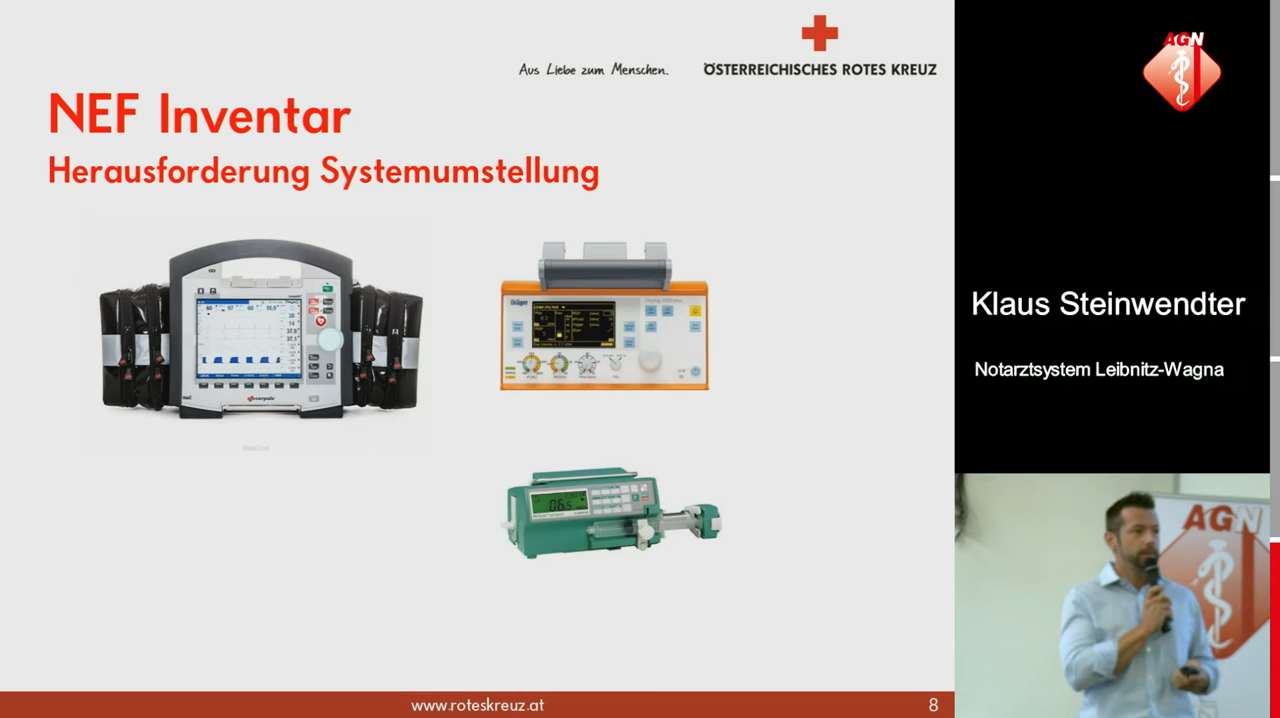 Aus Liebe zum Menschen.
ÖSTERREICHISCHES ROTES KREUZ
NEF Inventar
Herausforderung Systemumstellung
Dräger
corpuls
www.roteskreuz.at
8
AGN
Klaus Steinwendter
Notarztsystem Leibnitz-Wagna
AGN